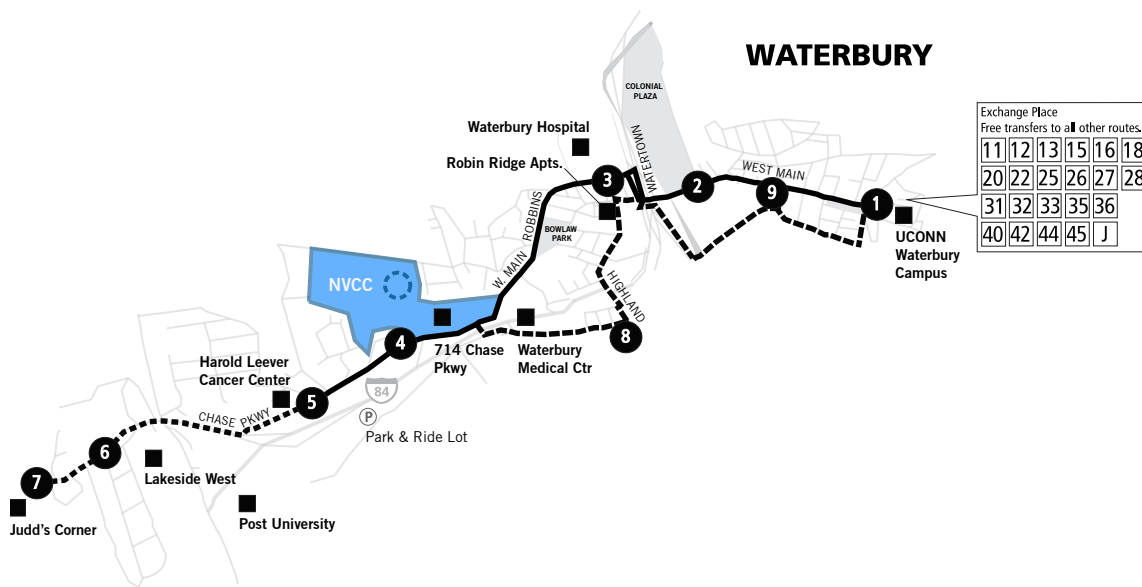 WATERBURY
COLONIAL
PLAZA
Exchange Place
Free transfers to all other routes.
11 12 13 15 16 18
20 22 25 26 27 28
31 32 33 35 36
40 42 44 45 J
Waterbury Hospital
Robin Ridge Apts.
WATERTOWN
WEST MAIN
3
2
9
1
UCONN
Waterbury
Campus
ROBBINS
W. MAIN
BOWLAW
PARK
HIGHLAND
NVCC
8
4
714 Chase
Pkwy
Waterbury
Medical Ctr
Harold Leever
Cancer Center
84
5
CHASE PKWY
P
Park & Ride Lot
6
7
Lakeside West
Judd's Corner
Post University